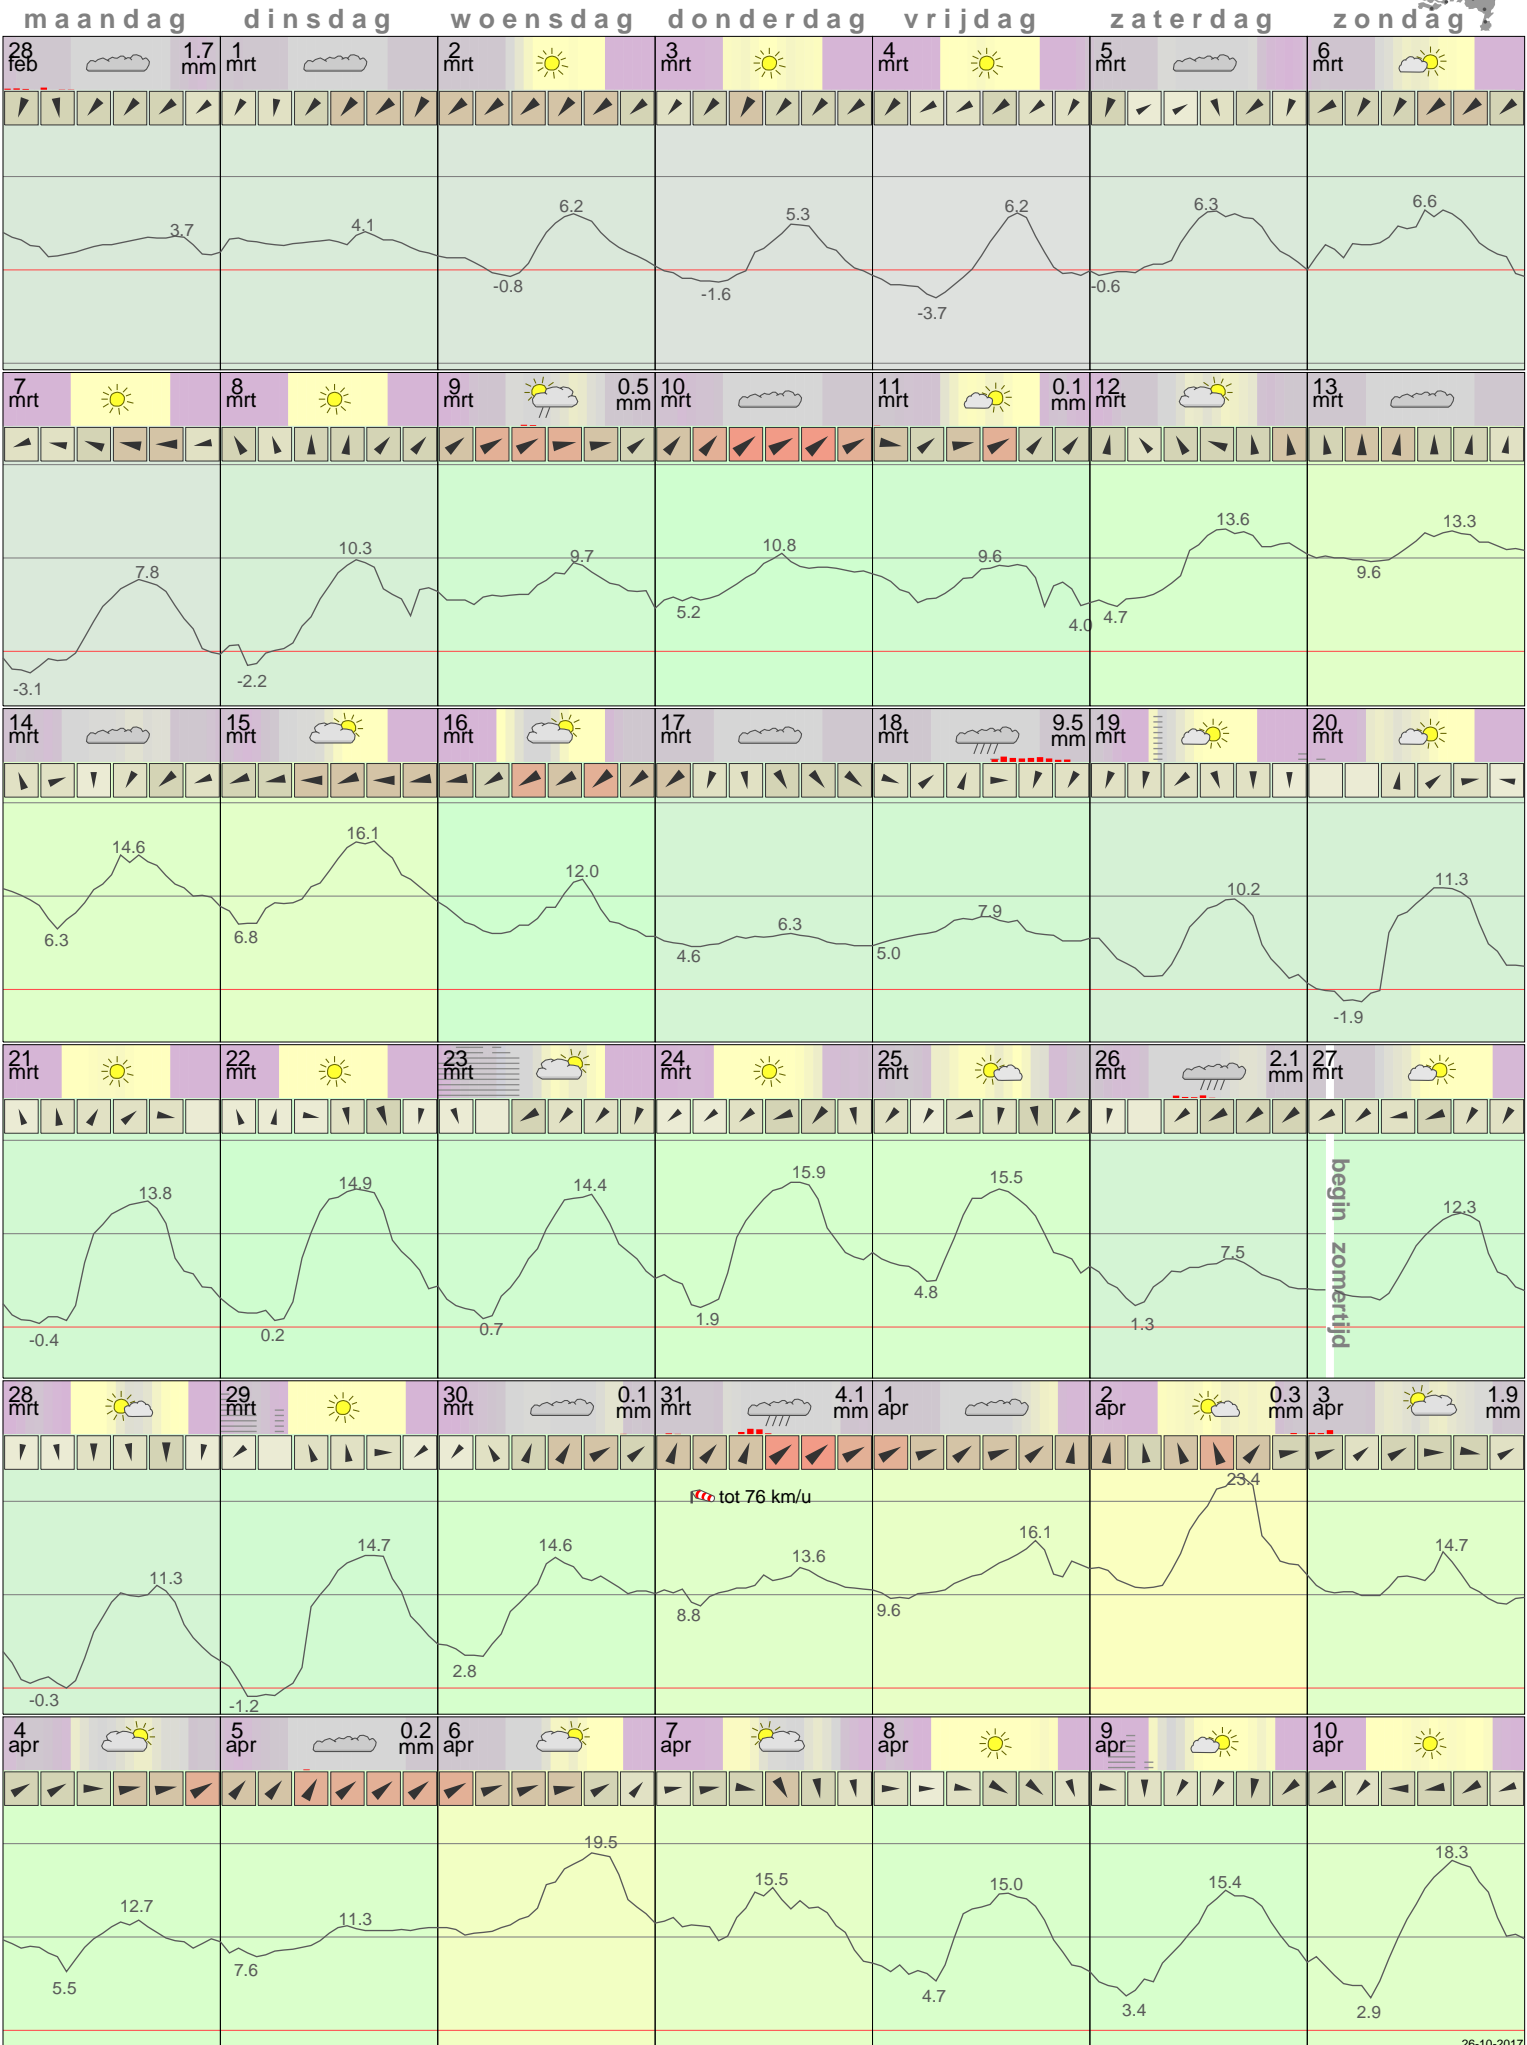 maandag dinsdag woensdag donderdag vrijdag zaterdag zondag
28 feb 1.7 mm 1 mrt 2 mrt 3 mrt 4 mrt 5 mrt 6 mrt
3.7 4.1 6.2 5.3 6.2 6.3 6.6
-0.8 -1.6 -3.7 -0.6
7 mrt 8 mrt 9 mrt 0.5 mm 10 mrt 11 mrt 0.1 mm 12 mrt 13 mrt
7.8 10.3 9.7 10.8 9.6 13.6 13.3
-3.1 -2.2 5.2 4.0 4.7 9.6
14 mrt 15 mrt 16 mrt 17 mrt 18 mrt 9.5 mm 19 mrt 20 mrt
14.6 16.1 12.0 6.3 7.9 10.2 11.3
6.3 6.8 4.6 5.0 -1.9
21 mrt 22 mrt 23 mrt 24 mrt 25 mrt 26 mrt 2.1 mm 27 mrt
13.8 14.9 14.4 15.9 15.5 7.5 12.3
-0.4 0.2 0.7 1.9 4.8 1.3
begin zomertijd
28 mrt 29 mrt 30 mrt 0.1 mm 31 mrt 4.1 mm 1 apr 2 apr 0.3 mm 3 apr 1.9 mm
tot 76 km/u
11.3 14.7 14.6 13.6 16.1 23.4 14.7
-0.3 -1.2 2.8 8.8 9.6
4 apr 5 apr 0.2 mm 6 apr 7 apr 8 apr 9 apr 10 apr
12.7 11.3 19.5 15.5 15.0 15.4 18.3
5.5 7.6 4.7 3.4 2.9
26-10-2017